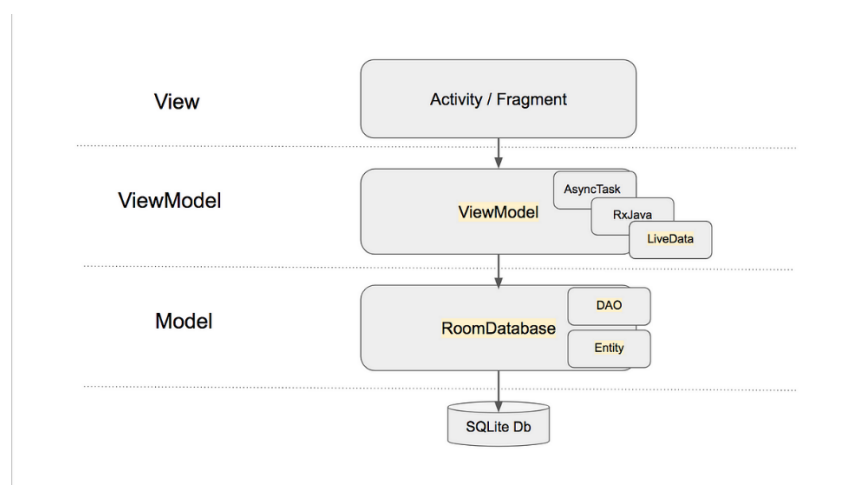 View
Activity / Fragment
ViewModel
ViewModel
AsyncTask
RxJava
LiveData
Model
RoomDatabase
DAO
Entity
SQLite Db